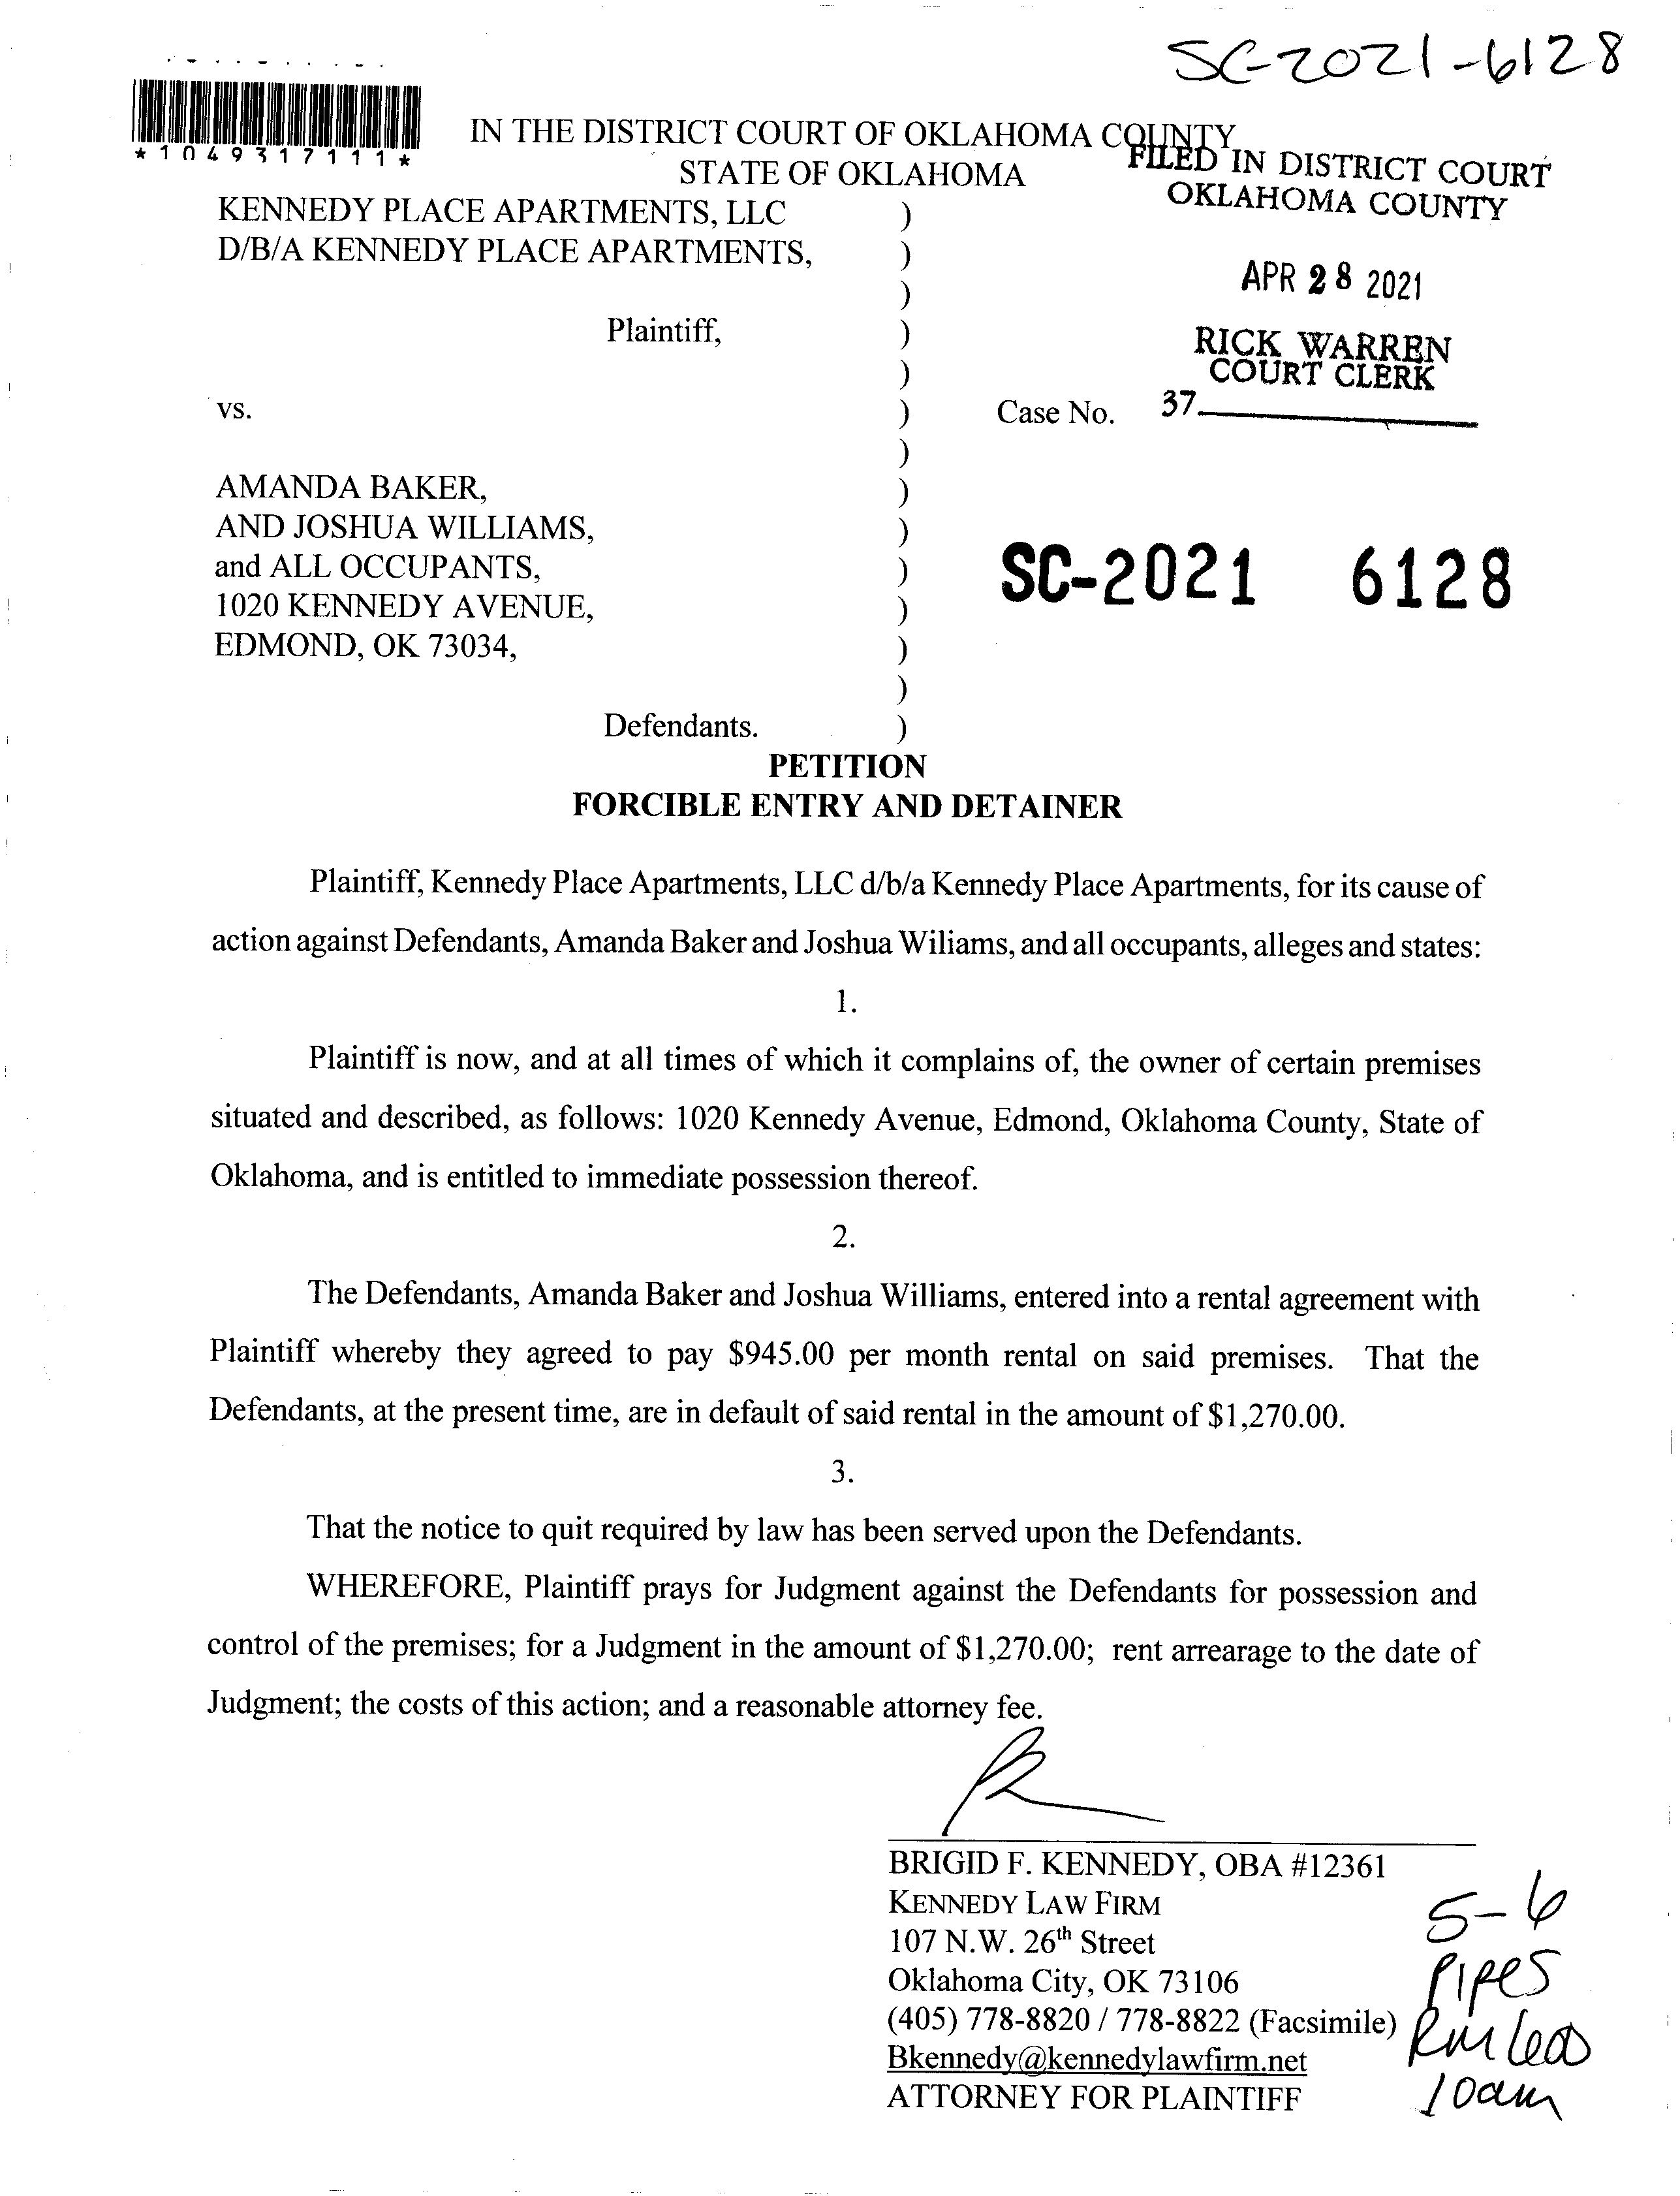 SC-2021-6128
*1049317111*
IN THE DISTRICT COURT OF OKLAHOMA COUNTY
STATE OF OKLAHOMA
FILED IN DISTRICT COURT
OKLAHOMA COUNTY
KENNEDY PLACE APARTMENTS, LLC )
D/B/A KENNEDY PLACE APARTMENTS, )
)
APR 28 2021
Plaintiff, )
RICK WARREN
COURT CLERK
)
vs. ) Case No. 37
)
AMANDA BAKER, )
AND JOSHUA WILLIAMS, )
and ALL OCCUPANTS, ) SC-2021 6128
1020 KENNEDY AVENUE, )
EDMOND, OK 73034, )
)
Defendants. )
PETITION
FORCIBLE ENTRY AND DETAINER
Plaintiff, Kennedy Place Apartments, LLC d/b/a Kennedy Place Apartments, for its cause of
action against Defendants, Amanda Baker and Joshua Wiliams, and all occupants, alleges and states:
1.
Plaintiff is now, and at all times of which it complains of, the owner of certain premises
situated and described, as follows: 1020 Kennedy Avenue, Edmond, Oklahoma County, State of
Oklahoma, and is entitled to immediate possession thereof.
2.
The Defendants, Amanda Baker and Joshua Williams, entered into a rental agreement with
Plaintiff whereby they agreed to pay $945.00 per month rental on said premises. That the
Defendants, at the present time, are in default of said rental in the amount of $1,270.00.
3.
That the notice to quit required by law has been served upon the Defendants.
WHEREFORE, Plaintiff prays for Judgment against the Defendants for possession and
control of the premises; for a Judgment in the amount of $1,270.00; rent arrearage to the date of
Judgment; the costs of this action; and a reasonable attorney fee.
BRIGID F. KENNEDY, OBA #12361
KENNEDY LAW FIRM
107 N.W. 26th Street
Oklahoma City, OK 73106
(405) 778-8820 / 778-8822 (Facsimile)
Bkennedy@kennedylawfirm.net
ATTORNEY FOR PLAINTIFF
5-6
Pipes
Rm
10am